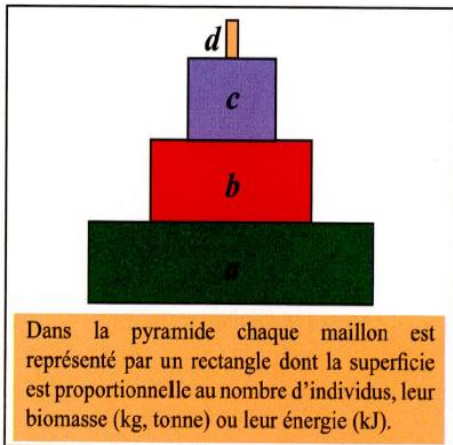 d
c
b
a
Dans la pyramide chaque maillon est
représenté par un rectangle dont la superficie
est proportionnelle au nombre d'individus, leur
biomasse (kg, tonne) ou leur énergie (kJ).